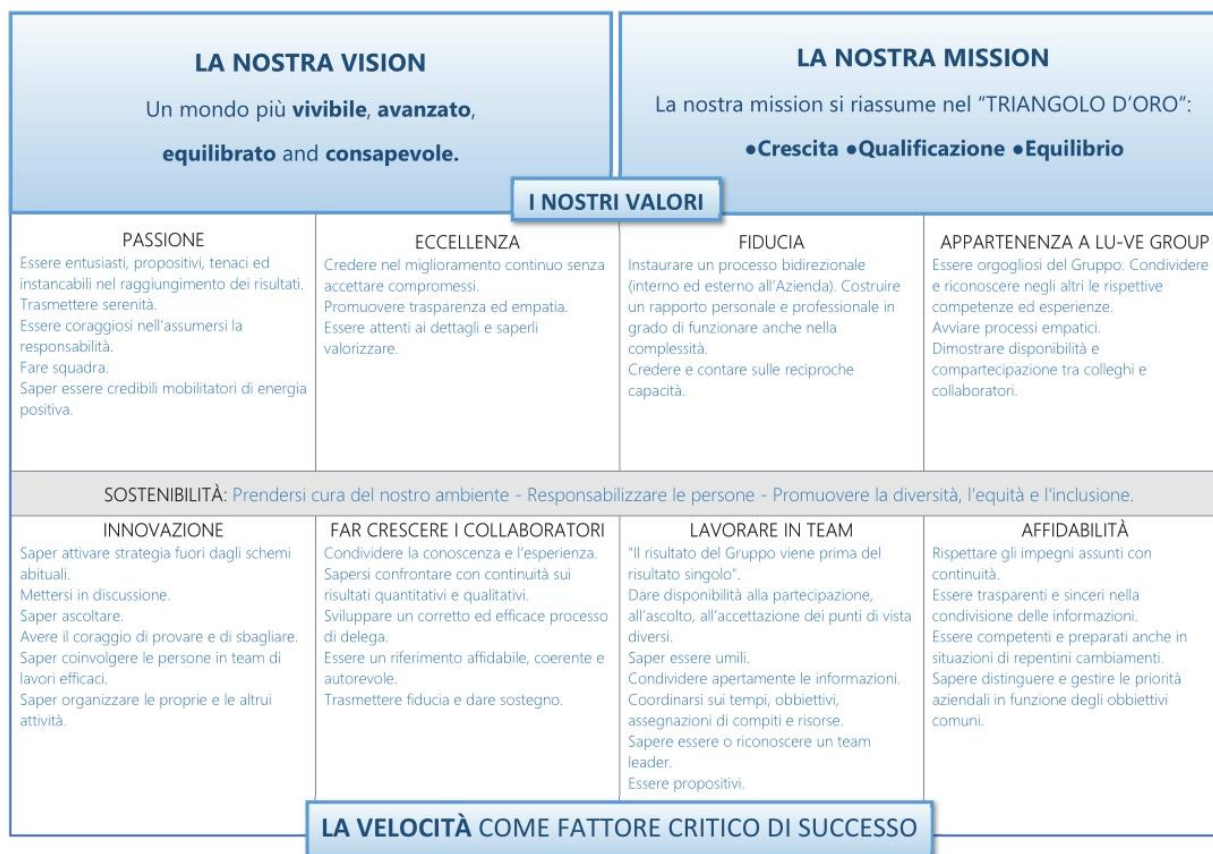 LA NOSTRA VISION
Un mondo più vivibile, avanzato,
equilibrato and consapevole.
LA NOSTRA MISSION
La nostra mission si riassume nel "TRIANGOLO D'ORO":
●Crescita ●Qualificazione ●Equilibrio
I NOSTRI VALORI
PASSIONE
Essere entusiasti, propositivi, tenaci ed
instancabili nel raggiungimento dei risultati.
Trasmettere serenità.
Essere coraggiosi nell'assumersi la
responsabilità.
Fare squadra.
Saper essere credibili mobilitatori di energia
positiva.
ECCELLENZA
Credere nel miglioramento continuo senza
accettare compromessi.
Promuovere trasparenza ed empatia.
Essere attenti ai dettagli e saperli
valorizzare.
FIDUCIA
Instaurare un processo bidirezionale
(interno ed esterno all'Azienda). Costruire
un rapporto personale e professionale in
grado di funzionare anche nella
complessità.
Credere e contare sulle reciproche
capacità.
APPARTENENZA A LU-VE GROUP
Essere orgogliosi del Gruppo. Condividere
e riconoscere negli altri le rispettive
competenze ed esperienze.
Avviare processi empatici.
Dimostrare disponibilità e
compartecipazione tra colleghi e
collaboratori.
SOSTENIBILITÀ: Prendersi cura del nostro ambiente - Responsabilizzare le persone - Promuovere la diversità, l'equità e l'inclusione.
INNOVAZIONE
Saper attivare strategia fuori dagli schemi
abituali.
Mettersi in discussione.
Saper ascoltare.
Avere il coraggio di provare e di sbagliare.
Saper coinvolgere le persone in team di
lavori efficaci.
Saper organizzare le proprie e le altrui
attività.
FAR CRESCERE I COLLABORATORI
Condividere la conoscenza e l'esperienza.
Sapersi confrontare con continuità sui
risultati quantitativi e qualitativi.
Sviluppare un corretto ed efficace processo
di delega.
Essere un riferimento affidabile, coerente e
autorevole.
Trasmettere fiducia e dare sostegno.
LAVORARE IN TEAM
"Il risultato del Gruppo viene prima del
risultato singolo".
Dare disponibilità alla partecipazione,
all'ascolto, all'accettazione dei punti di vista
diversi.
Saper essere umili.
Condividere apertamente le informazioni.
Coordinarsi sui tempi, obbiettivi,
assegnazioni di compiti e risorse.
Sapere essere o riconoscere un team
leader.
Essere propositivi.
AFFIDABILITÀ
Rispettare gli impegni assunti con
continuità.
Essere trasparenti e sinceri nella
condivisione delle informazioni.
Essere competenti e preparati anche in
situazioni di repentini cambiamenti.
Sapere distinguere e gestire le priorità
aziendali in funzione degli obbiettivi
comuni.
LA VELOCITÀ COME FATTORE CRITICO DI SUCCESSO